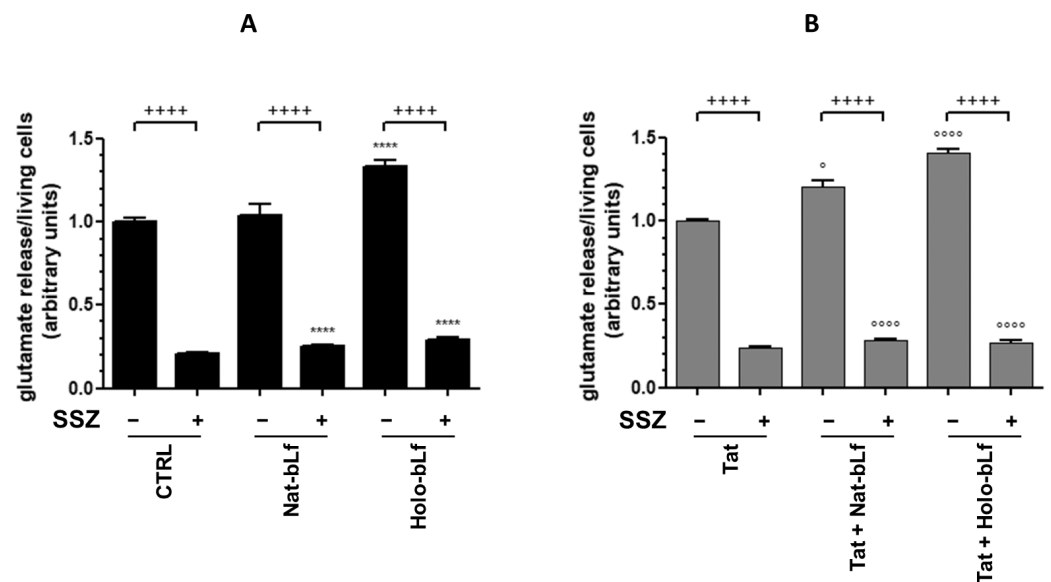 A
++++ ++++ ++++
glutamate release/living cells
(arbitrary units)
1.5
1.0
0.5
0.0
****
****
****
SSZ − + − + − +
CTRL
Nat-bLf
Holo-bLf
B
++++ ++++ ++++
glutamate release/living cells
(arbitrary units)
1.5
1.0
0.5
0.0
°
°°°°
°°°°
°°°°
SSZ − + − + − +
Tat
Tat + Nat-bLf
Tat + Holo-bLf